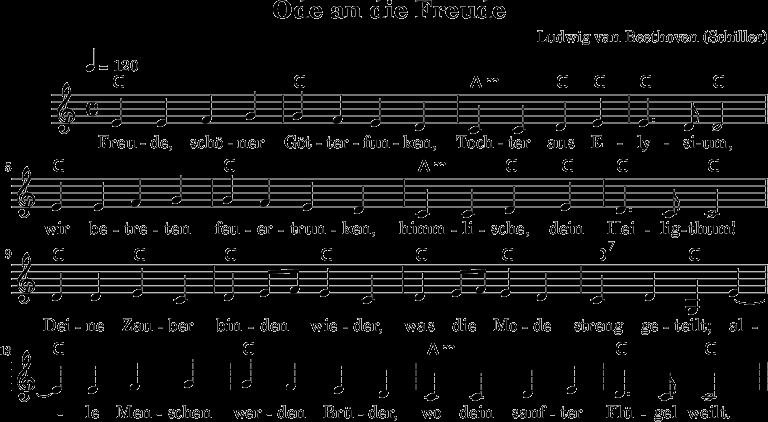 Ode an die Freude
Ludwig van Beethoven (Schiller)
= 120
C C Am C C C C
Freu - de, schö - ner Göt - ter - fun - ken, Toch - ter aus E - ly - si - um,
5
C C Am C C C C
wir be - tre - ten feu - er - trun - ken, himm - li - sche, dein Hei - lig - thum!
9
C C C C C C 7 C
Dei - ne Zau - ber bin - den wie - der, was die Mo - de streng ge - teilt; al -
13
C C Am C C
- le Men - schen wer - den Brü - der, wo dein sanf - ter Flü - gel weilt.